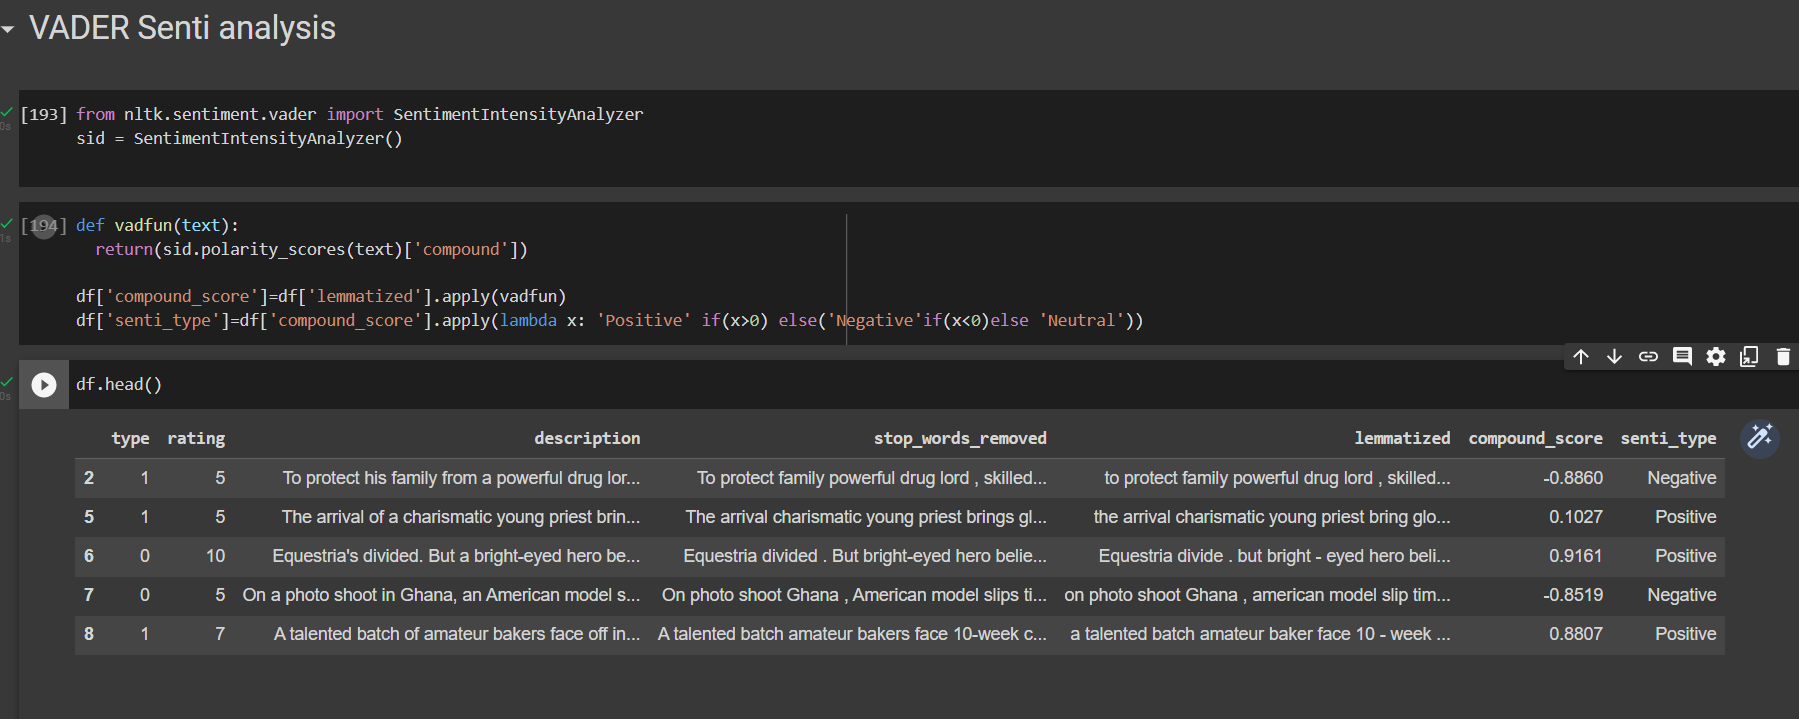 VADER Senti analysis
[193] from nltk.sentiment.vader import SentimentIntensityAnalyzer
0s
sid = SentimentIntensityAnalyzer()
[194] def vadfun(text):
1s
return(sid.polarity_scores(text)['compound'])
df['compound_score']=df['lemmatized'].apply(vadfun)
df['senti_type']=df['compound_score'].apply(lambda x: 'Positive' if(x>0) else('Negative'if(x<0)else 'Neutral'))
df.head()
0s
type rating description stop_words_removed lemmatized compound_score senti_type
2 1 5 To protect his family from a powerful drug lor... To protect family powerful drug lord , skilled... to protect family powerful drug lord , skilled... -0.8860 Negative
5 1 5 The arrival of a charismatic young priest brin... The arrival charismatic young priest brings gl... the arrival charismatic young priest bring glo... 0.1027 Positive
6 0 10 Equestria's divided. But a bright-eyed hero be... Equestria divided . But bright-eyed hero belie... Equestria divide . but bright - eyed hero beli... 0.9161 Positive
7 0 5 On a photo shoot in Ghana, an American model s... On photo shoot Ghana , American model slips ti... on photo shoot Ghana , american model slip tim... -0.8519 Negative
8 1 7 A talented batch of amateur bakers face off in... A talented batch amateur bakers face 10-week c... a talented batch amateur baker face 10 - week ... 0.8807 Positive